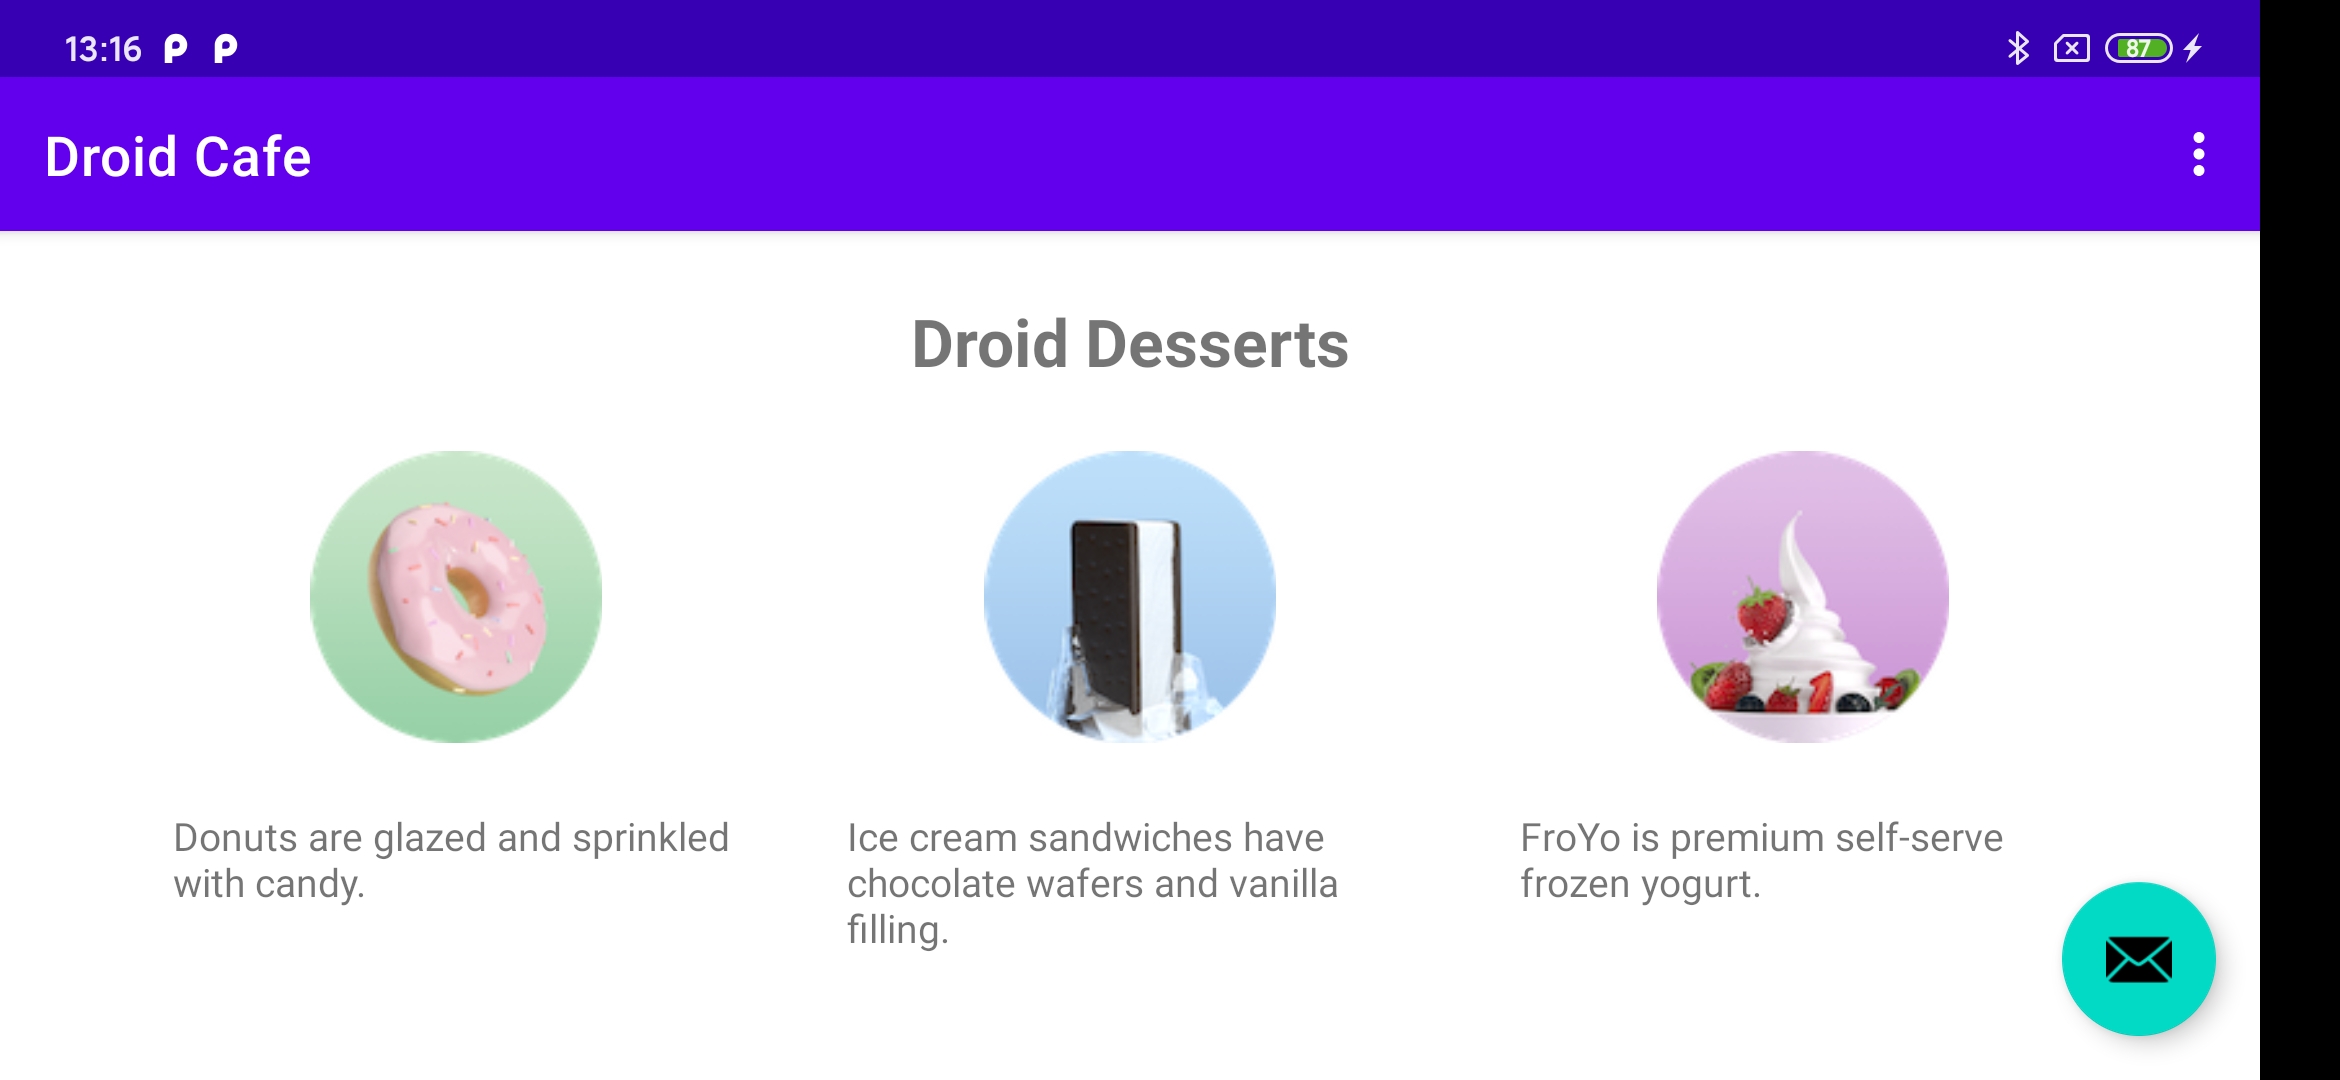 13:16
87
Droid Cafe
Droid Desserts
Donuts are glazed and sprinkled
with candy.
Ice cream sandwiches have
chocolate wafers and vanilla
filling.
FroYo is premium self-serve
frozen yogurt.